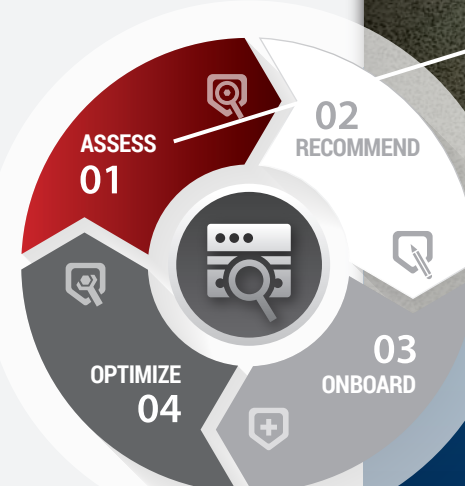 ASSESS
01
02
RECOMMEND
03
ONBOARD
OPTIMIZE
04